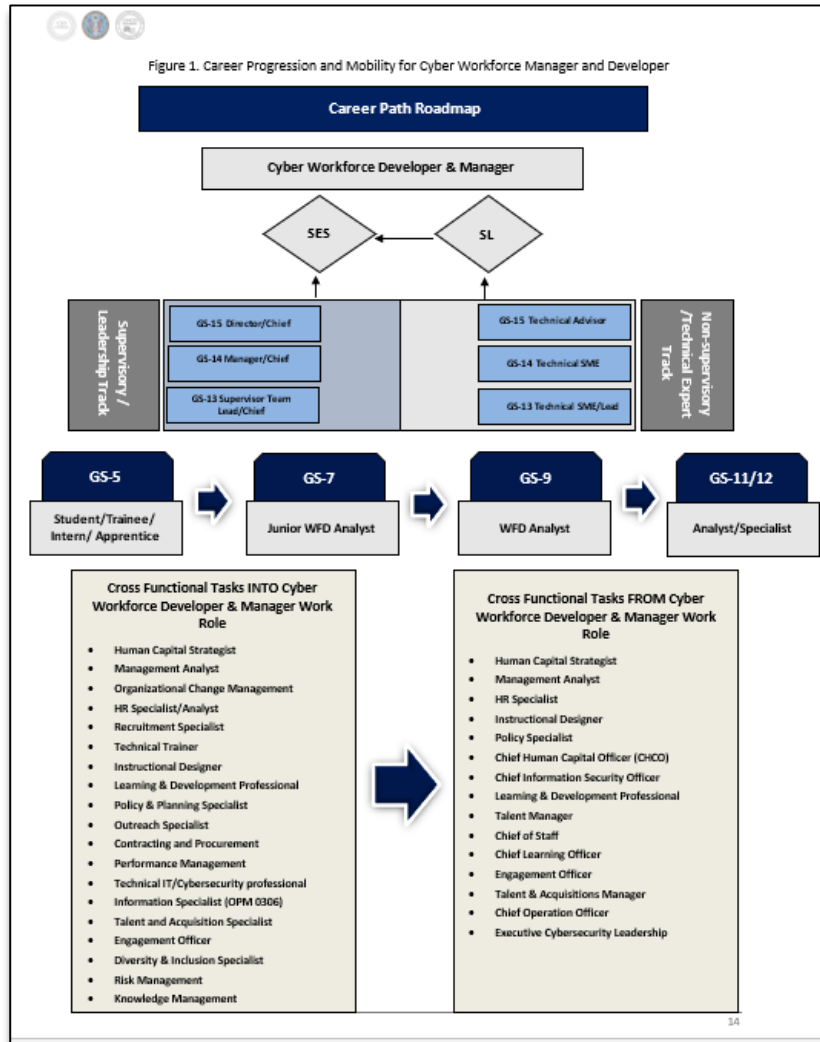 Figure 1. Career Progression and Mobility for Cyber Workforce Manager and Developer
Career Path Roadmap
Cyber Workforce Developer & Manager
SES
SL
Supervisory /
Leadership Track
GS-15 Director/Chief
GS-14 Manager/Chief
GS-13 Supervisor Team
Lead/Chief
GS-15 Technical Advisor
GS-14 Technical SME
GS-13 Technical SME/Lead
Non-supervisory
/Technical Expert
Track
GS-5
Student/Trainee/
Intern/ Apprentice
GS-7
Junior WFD Analyst
GS-9
WFD Analyst
GS-11/12
Analyst/Specialist
Cross Functional Tasks INTO Cyber
Workforce Developer & Manager Work
Role
• Human Capital Strategist
• Management Analyst
• Organizational Change Management
• HR Specialist/Analyst
• Recruitment Specialist
• Technical Trainer
• Instructional Designer
• Learning & Development Professional
• Policy & Planning Specialist
• Outreach Specialist
• Contracting and Procurement
• Performance Management
• Technical IT/Cybersecurity professional
• Information Specialist (OPM 0306)
• Talent and Acquisition Specialist
• Engagement Officer
• Diversity & Inclusion Specialist
• Risk Management
• Knowledge Management
Cross Functional Tasks FROM Cyber
Workforce Developer & Manager Work
Role
• Human Capital Strategist
• Management Analyst
• HR Specialist
• Instructional Designer
• Policy Specialist
• Chief Human Capital Officer (CHCO)
• Chief Information Security Officer
• Learning & Development Professional
• Talent Manager
• Chief of Staff
• Chief Learning Officer
• Engagement Officer
• Talent & Acquisitions Manager
• Chief Operation Officer
• Executive Cybersecurity Leadership
14